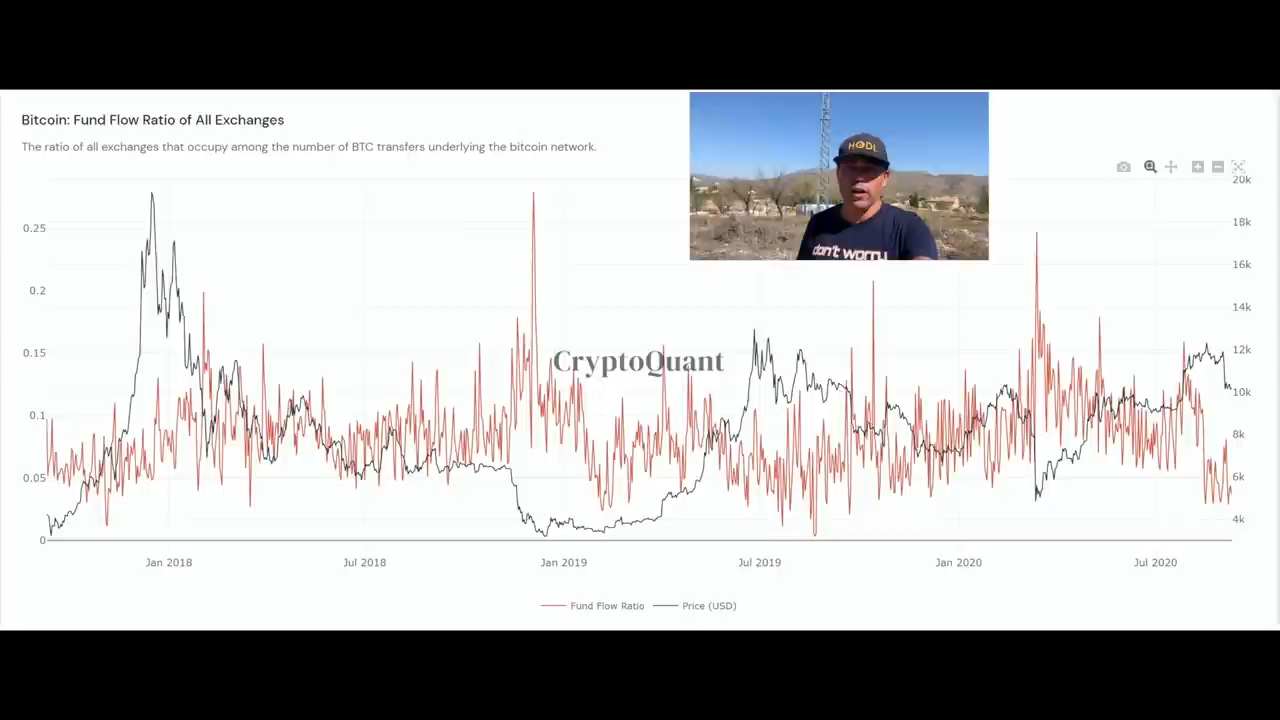 Bitcoin: Fund Flow Ratio of All Exchanges
The ratio of all exchanges that occupy among the number of BTC transfers underlying the bitcoin network.
HODL
don't worry
CryptoQuant
0.25
0.2
0.15
0.1
0.05
0
20k
18k
16k
14k
12k
10k
8k
6k
4k
Jan 2018 Jul 2018 Jan 2019 Jul 2019 Jan 2020 Jul 2020
Fund Flow Ratio Price (USD)